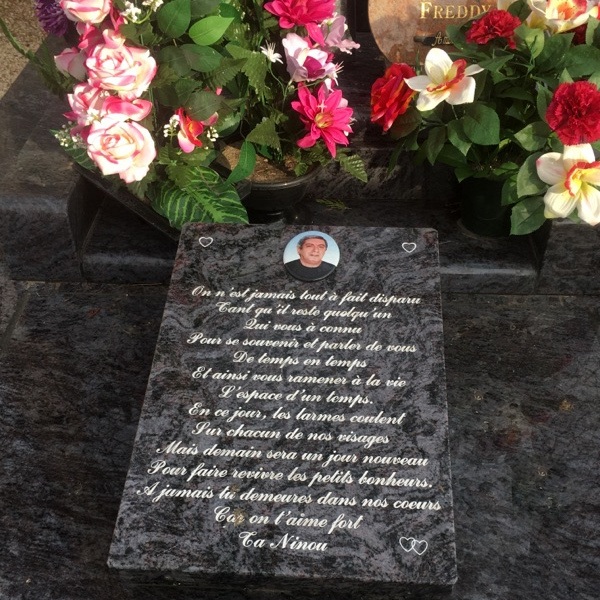 FREDDY
On n'est jamais tout à fait disparu
Tant qu'il reste quelqu'un
Qui vous à connu
Pour se souvenir et parler de vous
De temps en temps
Et ainsi vous ramener à la vie
L'espace d'un temps.
En ce jour, les larmes coulent
Sur chacun de nos visages
Mais demain sera un jour nouveau
Pour faire revivre les petits bonheurs.
A jamais tu demeures dans nos coeurs
Car on t'aime fort
Ta Ninou